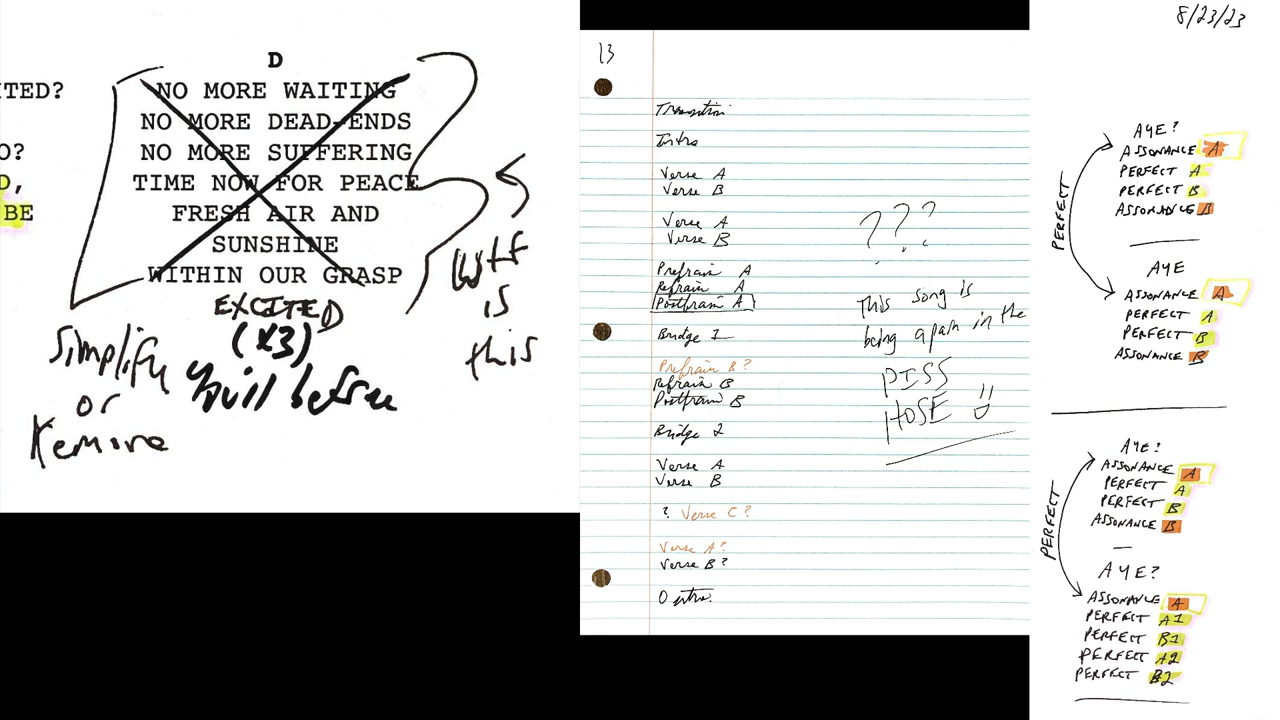 ITED?
O?
D,
BE
D
NO MORE WAITING
NO MORE DEAD-ENDS
NO MORE SUFFERING
TIME NOW FOR PEACE
FRESH AIR AND
SUNSHINE
WITHIN OUR GRASP
EXCITED
(x3)
Simplify
or
Remove
before
Wtf
is
this
13
Transition
Intro
Verse A
Verse B
Verse A
Verse B
Prefrain A
Refrain A
Postfrain A
Bridge 1
Prefrain B?
Refrain B
Postfrain B
Bridge 2
Verse A
Verse B
? Verse C?
Verse A?
Verse B?
Outro.
???
This song is
being a pain in the
PISS
HOSE
8/23/23
PERFECT
AYE?
ASSONANCE A
PERFECT A
PERFECT B
ASSONANCE B
AYE
ASSONANCE A
PERFECT A
PERFECT B
ASSONANCE B
PERFECT
AYE?
ASSONANCE A
PERFECT A
PERFECT B
ASSONANCE B
AYE?
ASSONANCE A
PERFECT A1
PERFECT B1
PERFECT A2
PERFECT B2